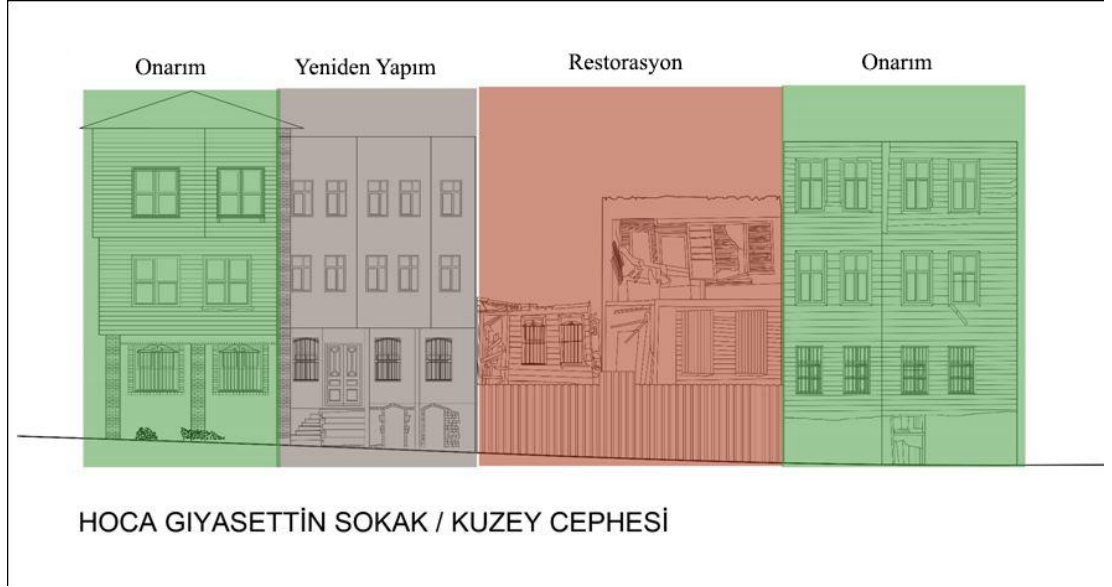 Onarım Yeniden Yapım Restorasyon Onarım
HOCA GIYASETTİN SOKAK / KUZEY CEPHESİ